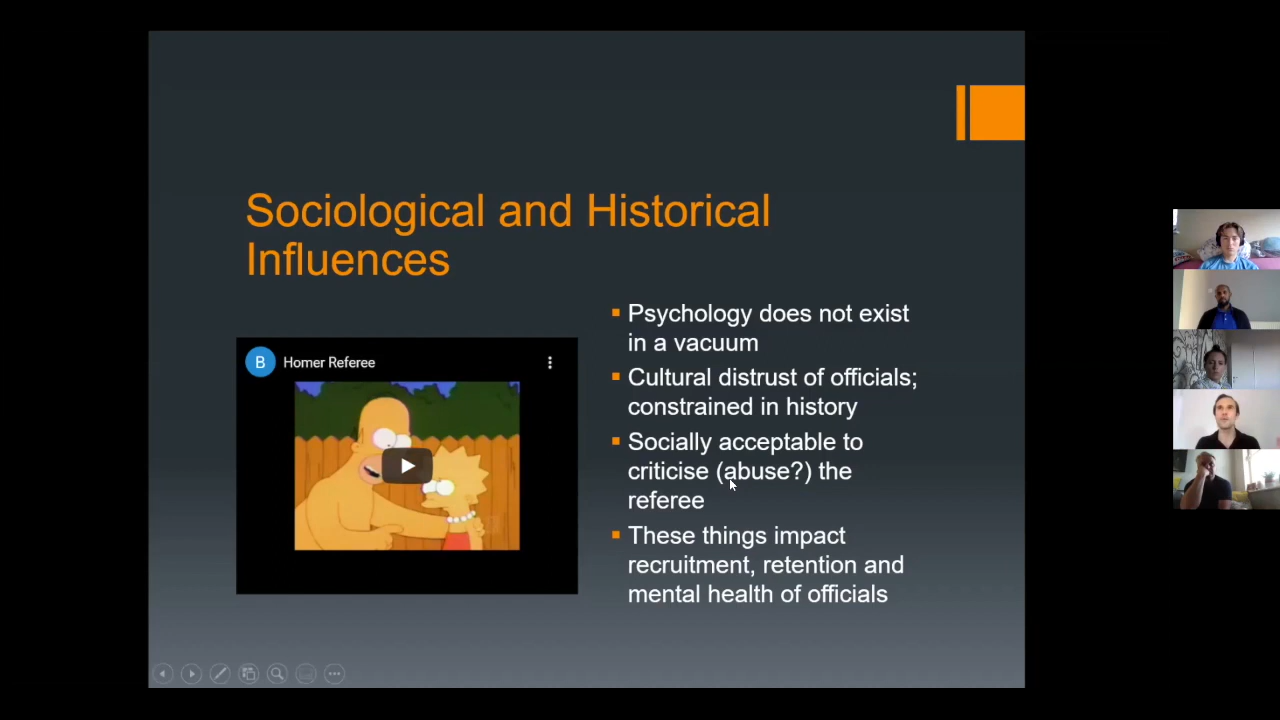 Sociological and Historical
Influences
B Homer Referee
Psychology does not exist
in a vacuum
Cultural distrust of officials;
constrained in history
Socially acceptable to
criticise (abuse?) the
referee
These things impact
recruitment, retention and
mental health of officials